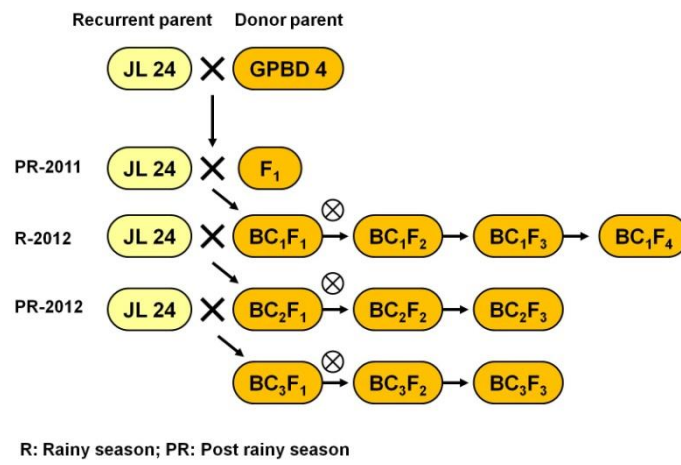 Recurrent parent Donor parent
JL 24 × GPBD 4
PR-2011 JL 24 × F₁
R-2012 JL 24 × BC₁F₁ ⊗ BC₁F₂ BC₁F₃ BC₁F₄
PR-2012 JL 24 × BC₂F₁ ⊗ BC₂F₂ BC₂F₃
BC₃F₁ ⊗ BC₃F₂ BC₃F₃
R: Rainy season; PR: Post rainy season